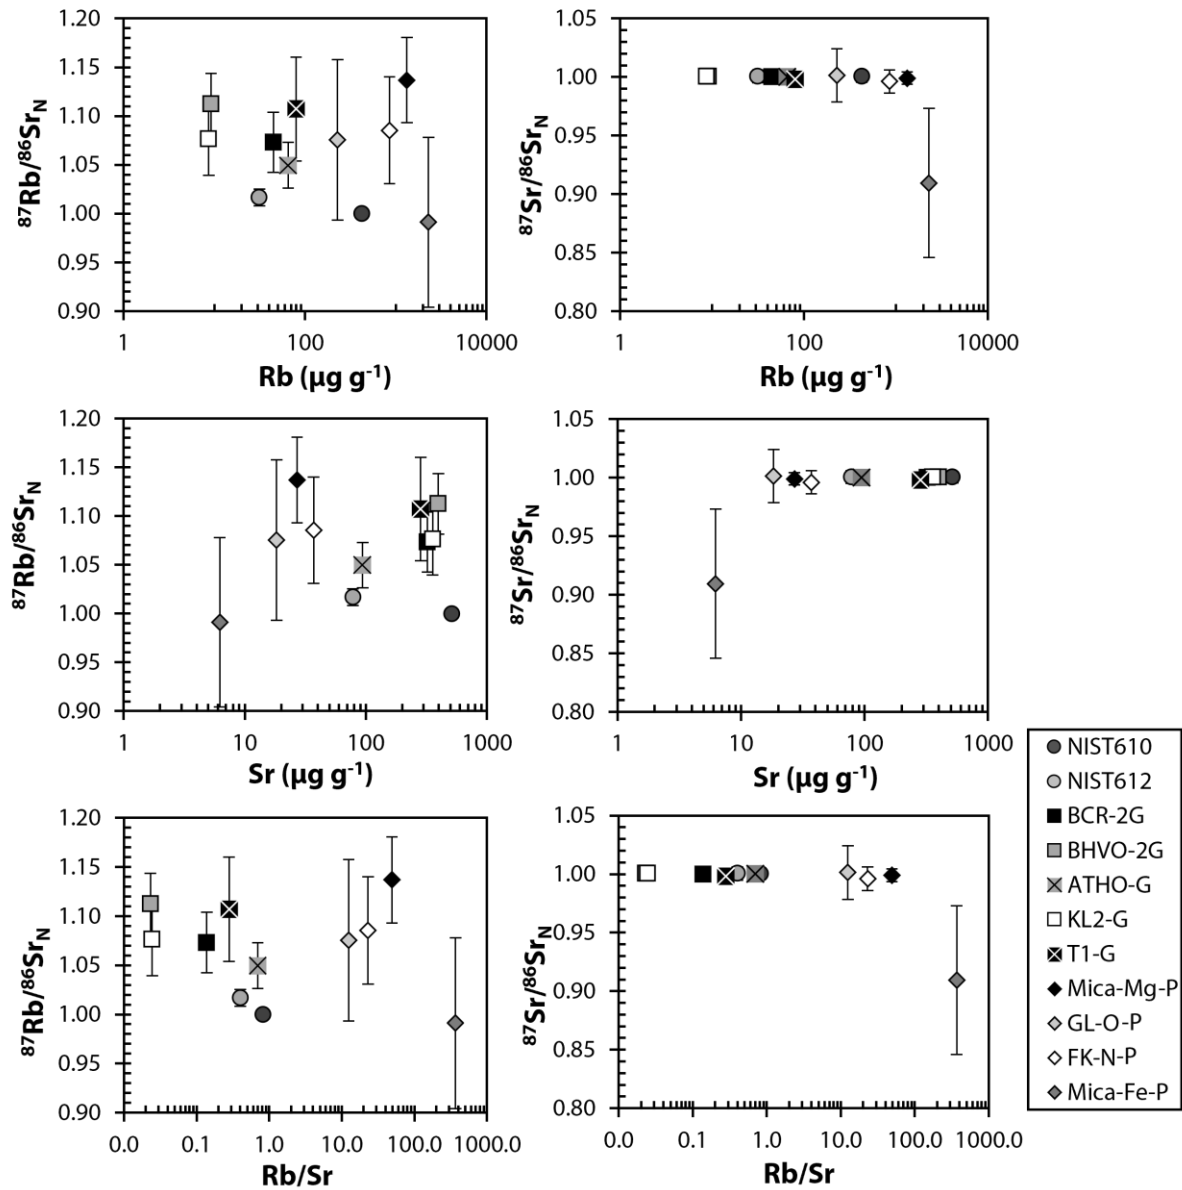 1.20
1.15
1.10
1.05
1.00
0.95
0.90
⁸⁷Rb/⁸⁶Sr_N
1
100
10000
Rb (µg g⁻¹)
1.05
1.00
0.95
0.90
0.85
0.80
⁸⁷Sr/⁸⁶Sr_N
1
100
10000
Rb (µg g⁻¹)
1.20
1.15
1.10
1.05
1.00
0.95
0.90
⁸⁷Rb/⁸⁶Sr_N
1
10
100
1000
Sr (µg g⁻¹)
1.05
1.00
0.95
0.90
0.85
0.80
⁸⁷Sr/⁸⁶Sr_N
1
10
100
1000
Sr (µg g⁻¹)
1.20
1.15
1.10
1.05
1.00
0.95
0.90
⁸⁷Rb/⁸⁶Sr_N
0.0
0.1
1.0
10.0
100.0
1000.0
Rb/Sr
1.05
1.00
0.95
0.90
0.85
0.80
⁸⁷Sr/⁸⁶Sr_N
0.0
0.1
1.0
10.0
100.0
1000.0
Rb/Sr
NIST610
NIST612
BCR-2G
BHVO-2G
ATHO-G
KL2-G
T1-G
Mica-Mg-P
GL-O-P
FK-N-P
Mica-Fe-P